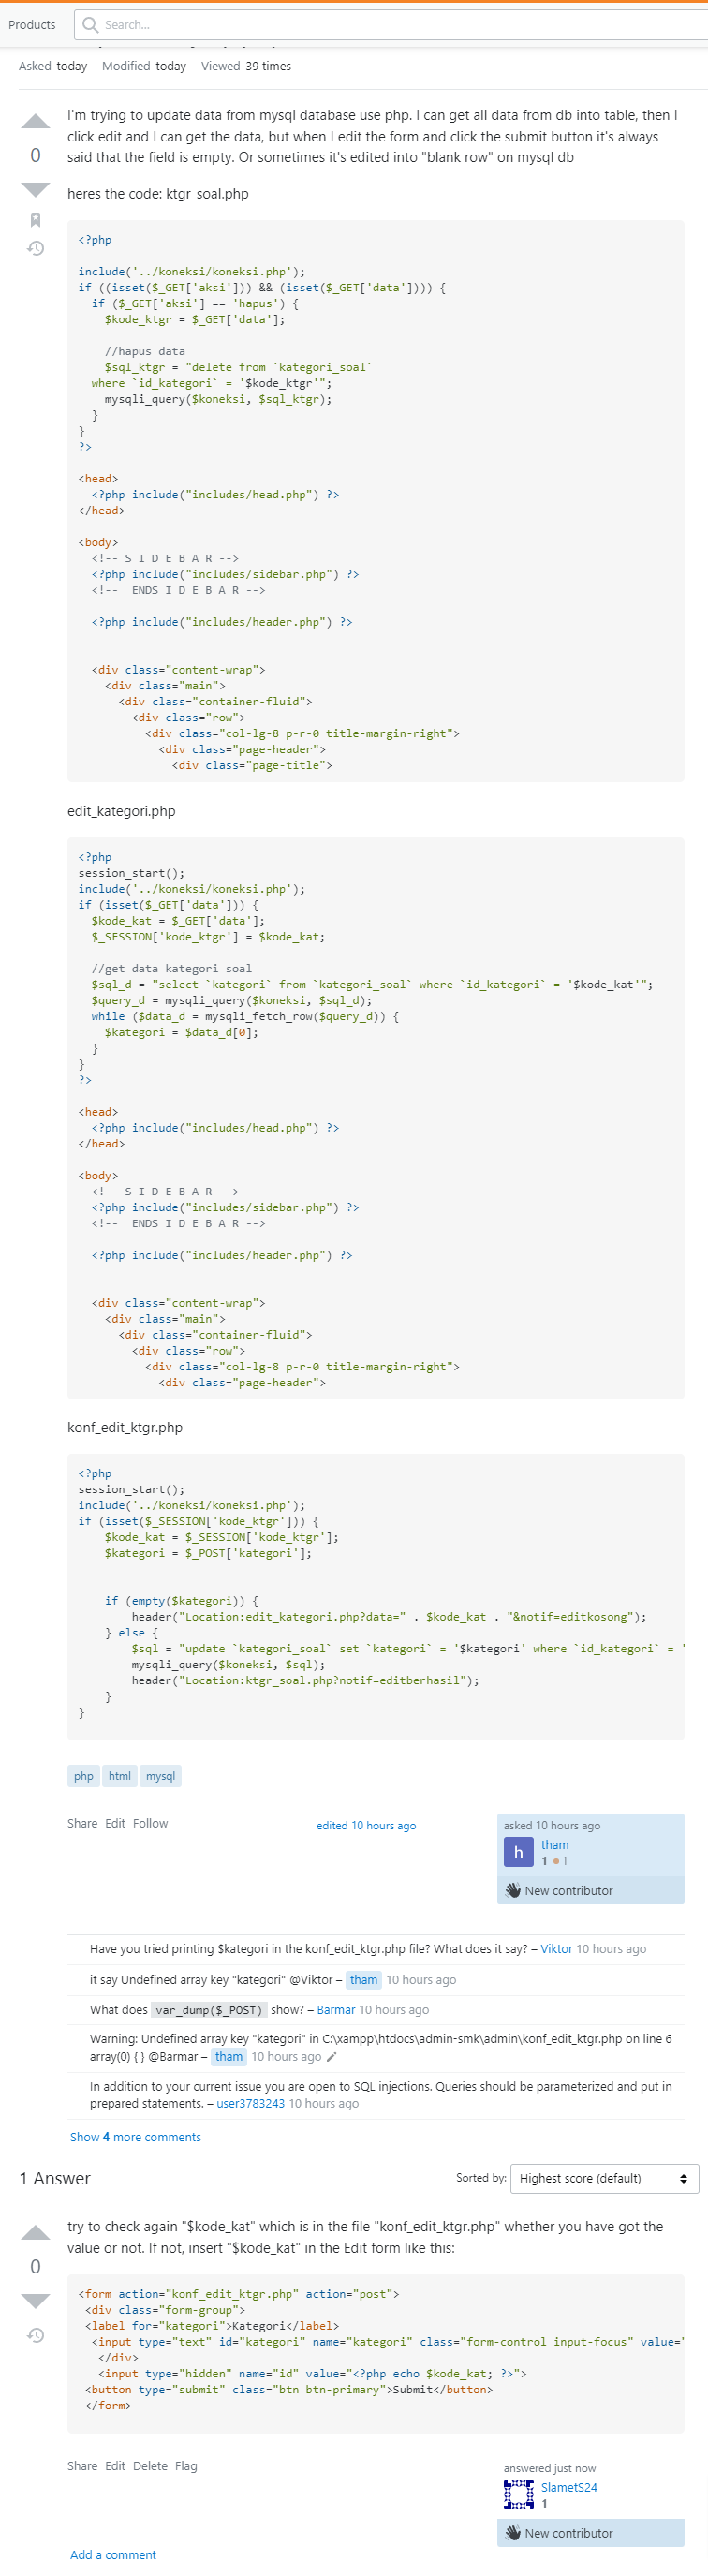 Products
Search...
Asked today Modified today Viewed 39 times
I'm trying to update data from mysql database use php. I can get all data from db into table, then I
click edit and I can get the data, but when I edit the form and click the submit button it's always
said that the field is empty. Or sometimes it's edited into "blank row" on mysql db
0
heres the code: ktgr_soal.php
<?php
include('../koneksi/koneksi.php');
if ((isset($_GET['aksi'])) && (isset($_GET['data']))) {
if ($_GET['aksi'] == 'hapus') {
$kode_ktgr = $_GET['data'];
//hapus data
$sql_ktgr = "delete from `kategori_soal`
where `id_kategori` = '$kode_ktgr'";
mysqli_query($koneksi, $sql_ktgr);
}
}
?>
<head>
<?php include("includes/head.php") ?>
</head>
<body>
<!-- S I D E B A R -->
<?php include("includes/sidebar.php") ?>
<!--  ENDS I D E B A R -->
<?php include("includes/header.php") ?>
<div class="content-wrap">
<div class="main">
<div class="container-fluid">
<div class="row">
<div class="col-lg-8 p-r-0 title-margin-right">
<div class="page-header">
<div class="page-title">
edit_kategori.php
<?php
session_start();
include('../koneksi/koneksi.php');
if (isset($_GET['data'])) {
$kode_kat = $_GET['data'];
$_SESSION['kode_ktgr'] = $kode_kat;
//get data kategori soal
$sql_d = "select `kategori` from `kategori_soal` where `id_kategori` = '$kode_kat'";
$query_d = mysqli_query($koneksi, $sql_d);
while ($data_d = mysqli_fetch_row($query_d)) {
$kategori = $data_d[0];
}
}
?>
<head>
<?php include("includes/head.php") ?>
</head>
<body>
<!-- S I D E B A R -->
<?php include("includes/sidebar.php") ?>
<!--  ENDS I D E B A R -->
<?php include("includes/header.php") ?>
<div class="content-wrap">
<div class="main">
<div class="container-fluid">
<div class="row">
<div class="col-lg-8 p-r-0 title-margin-right">
<div class="page-header">
konf_edit_ktgr.php
<?php
session_start();
include('../koneksi/koneksi.php');
if (isset($_SESSION['kode_ktgr'])) {
$kode_kat = $_SESSION['kode_ktgr'];
$kategori = $_POST['kategori'];
if (empty($kategori)) {
header("Location:edit_kategori.php?data=" . $kode_kat . "&notif=editkosong");
} else {
$sql = "update `kategori_soal` set `kategori` = '$kategori' where `id_kategori` = '
mysqli_query($koneksi, $sql);
header("Location:ktgr_soal.php?notif=editberhasil");
}
}
php html mysql
Share Edit Follow
edited 10 hours ago
asked 10 hours ago
h
tham
1 1
New contributor
Have you tried printing $kategori in the konf_edit_ktgr.php file? What does it say? – Viktor 10 hours ago
it say Undefined array key "kategori" @Viktor – tham 10 hours ago
What does var_dump($_POST) show? – Barmar 10 hours ago
Warning: Undefined array key "kategori" in C:\xampp\htdocs\admin-smk\admin\konf_edit_ktgr.php on line 6
array(0) { } @Barmar – tham 10 hours ago
In addition to your current issue you are open to SQL injections. Queries should be parameterized and put in
prepared statements. – user3783243 10 hours ago
Show 4 more comments
1 Answer
Sorted by: Highest score (default)
try to check again "$kode_kat" which is in the file "konf_edit_ktgr.php" whether you have got the
value or not. If not, insert "$kode_kat" in the Edit form like this:
0
<form action="konf_edit_ktgr.php" action="post">
<div class="form-group">
<label for="kategori">Kategori</label>
<input type="text" id="kategori" name="kategori" class="form-control input-focus" value="
</div>
<input type="hidden" name="id" value="<?php echo $kode_kat; ?>">
<button type="submit" class="btn btn-primary">Submit</button>
</form>
Share Edit Delete Flag
answered just now
SlametS24
1
New contributor
Add a comment